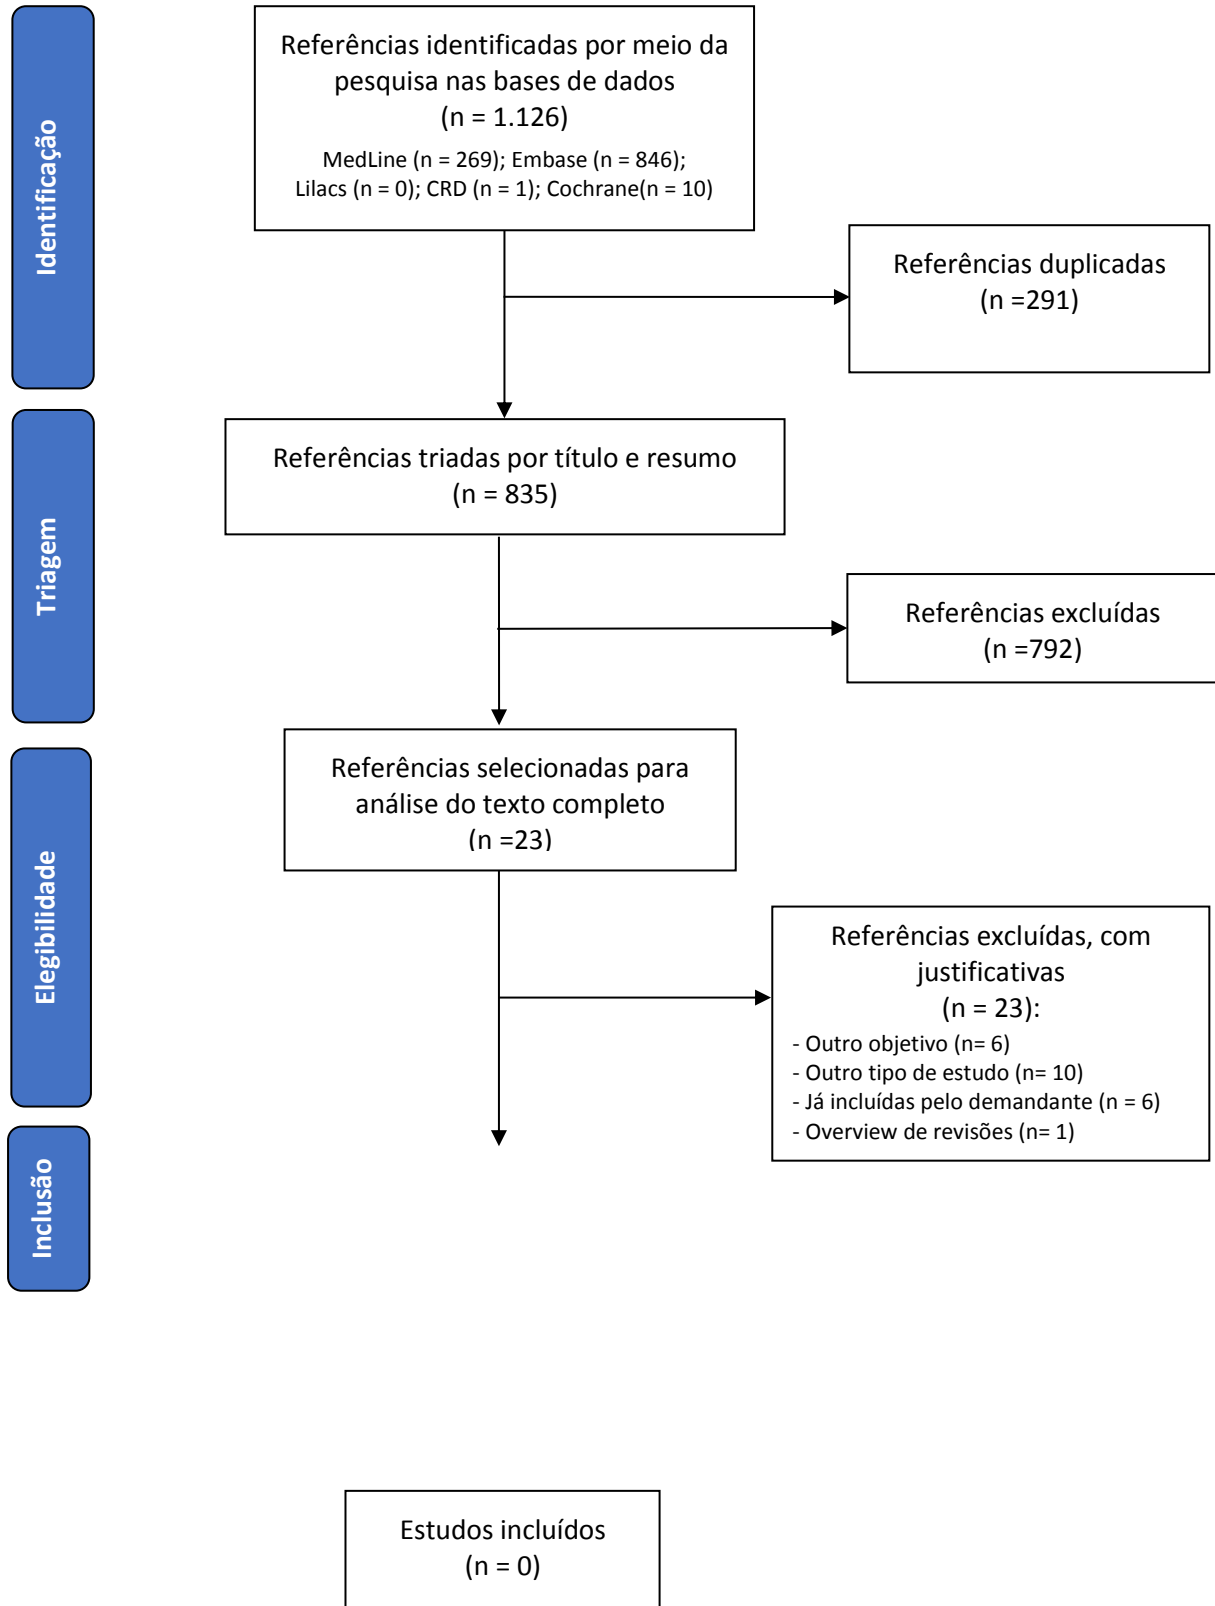 Identificação
Referências identificadas por meio da
pesquisa nas bases de dados
(n = 1.126)
MedLine (n = 269); Embase (n = 846);
Lilacs (n = 0); CRD (n = 1); Cochrane(n = 10)
Referências duplicadas
(n =291)
Triagem
Referências triadas por título e resumo
(n = 835)
Referências excluídas
(n =792)
Elegibilidade
Referências selecionadas para
análise do texto completo
(n =23)
Referências excluídas, com
justificativas
(n = 23):
- Outro objetivo (n= 6)
- Outro tipo de estudo (n= 10)
- Já incluídas pelo demandante (n = 6)
- Overview de revisões (n= 1)
Inclusão
Estudos incluídos
(n = 0)